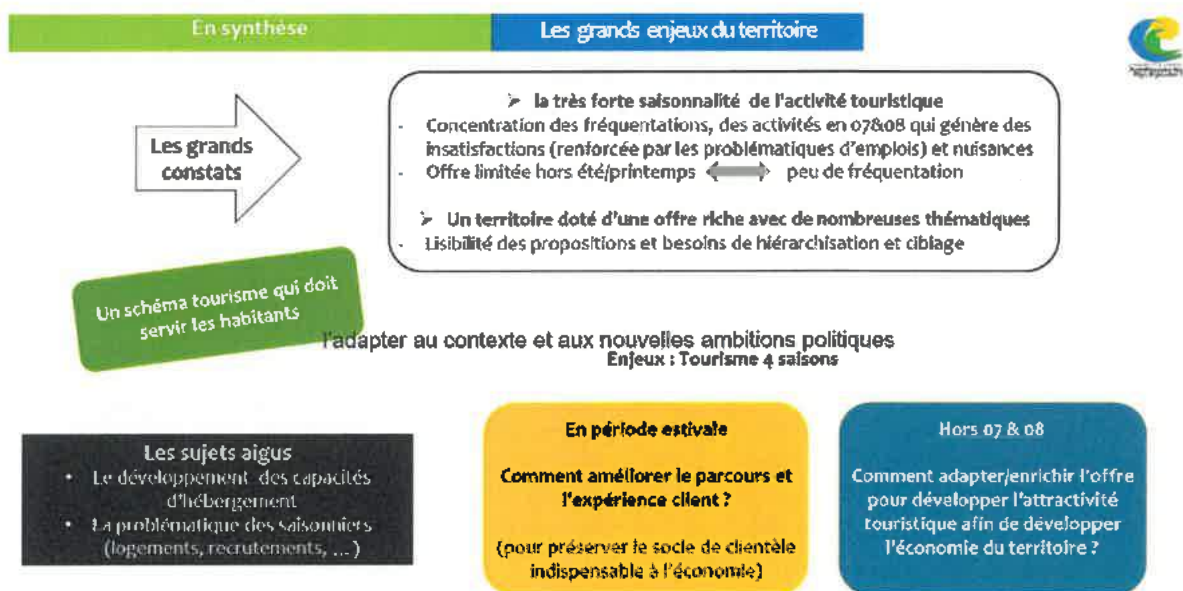 En synthèse
Les grands enjeux du territoire
Les grands
constats
➢ la très forte saisonnalité de l'activité touristique
- Concentration des fréquentations, des activités en 07&08 qui génère des
insatisfactions (renforcée par les problématiques d'emplois) et nuisances
- Offre limitée hors été/printemps peu de fréquentation
➢ Un territoire doté d'une offre riche avec de nombreuses thématiques
- Lisibilité des propositions et besoins de hiérarchisation et ciblage
Un schéma tourisme qui doit
servir les habitants
l'adapter au contexte et aux nouvelles ambitions politiques
Enjeux : Tourisme 4 saisons
Les sujets aigus
• Le développement des capacités
d'hébergement
• La problématique des saisonniers
(logements, recrutements, ...)
En période estivale
Comment améliorer le parcours et
l'expérience client ?
(pour préserver le socle de clientèle
indispensable à l'économie)
Hors 07 & 08
Comment adapter/enrichir l'offre
pour développer l'attractivité
touristique afin de développer
l'économie du territoire ?